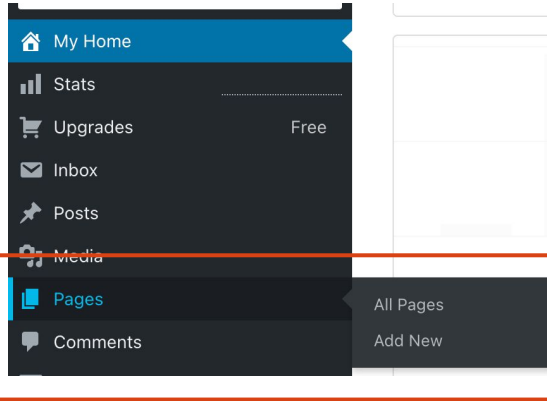 My Home
Stats
Upgrades Free
Inbox
Posts
Media
Pages
All Pages
Comments
Add New